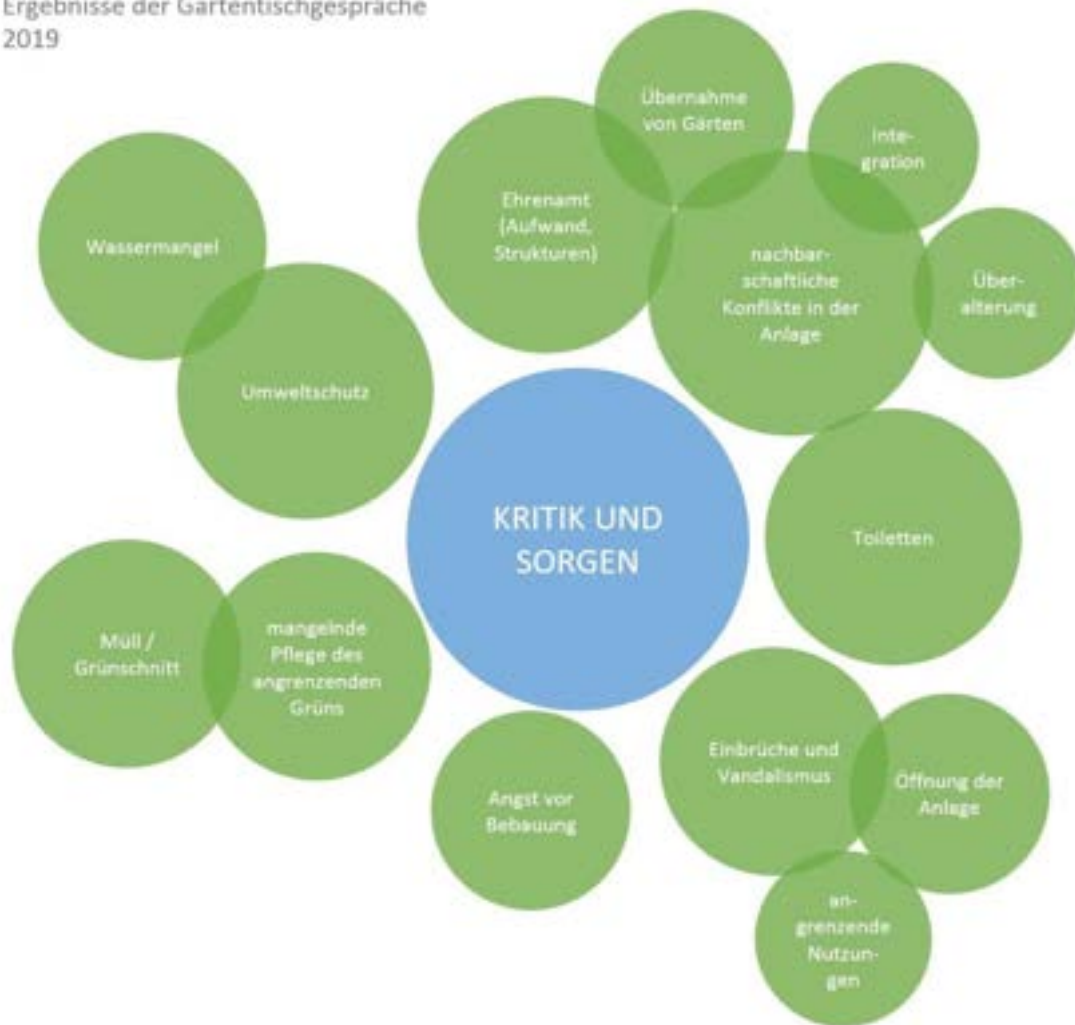 Ergebnisse der Gartentischgespräche
2019
Übernahme
von Gärten
Inte-
gration
Ehrenamt
(Aufwand,
Strukturen)
Wassermangel
nachbar-
schaftliche
Konflikte in der
Anlage
Über-
alterung
Umweltschutz
KRITIK UND
SORGEN
Toiletten
Müll /
Grünschnitt
mangelnde
Pflege des
angrenzenden
Grüns
Einbrüche und
Vandalismus
Öffnung der
Anlage
Angst vor
Bebauung
an-
grenzende
Nutzun-
gen